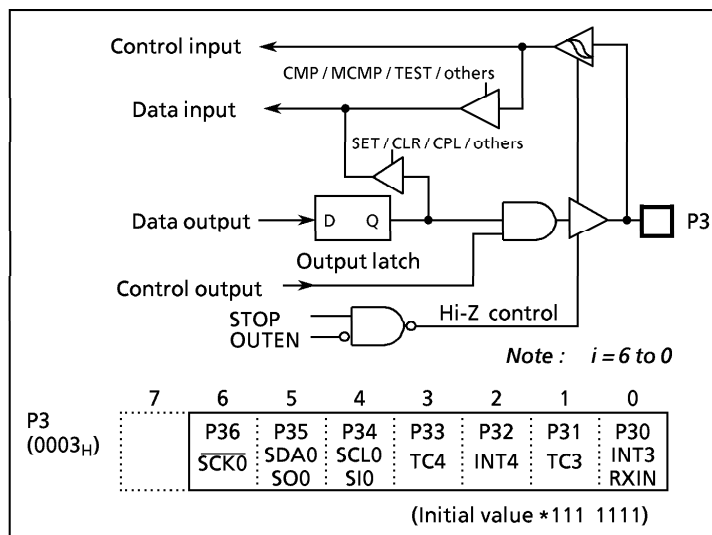 Control input
CMP / MCMP / TEST / others
Data input
SET / CLR / CPL / others
Data output
D Q
P3
Output latch
Control output
STOP
OUTEN
Hi-Z control
Note : i = 6 to 0
7 6 5 4 3 2 1 0
P3
(0003H)
P36 P35 P34 P33 P32 P31 P30
SCK0 SDA0 SCL0 TC4 INT4 TC3 INT3
SO0 SI0 RXIN
(Initial value *111 1111)